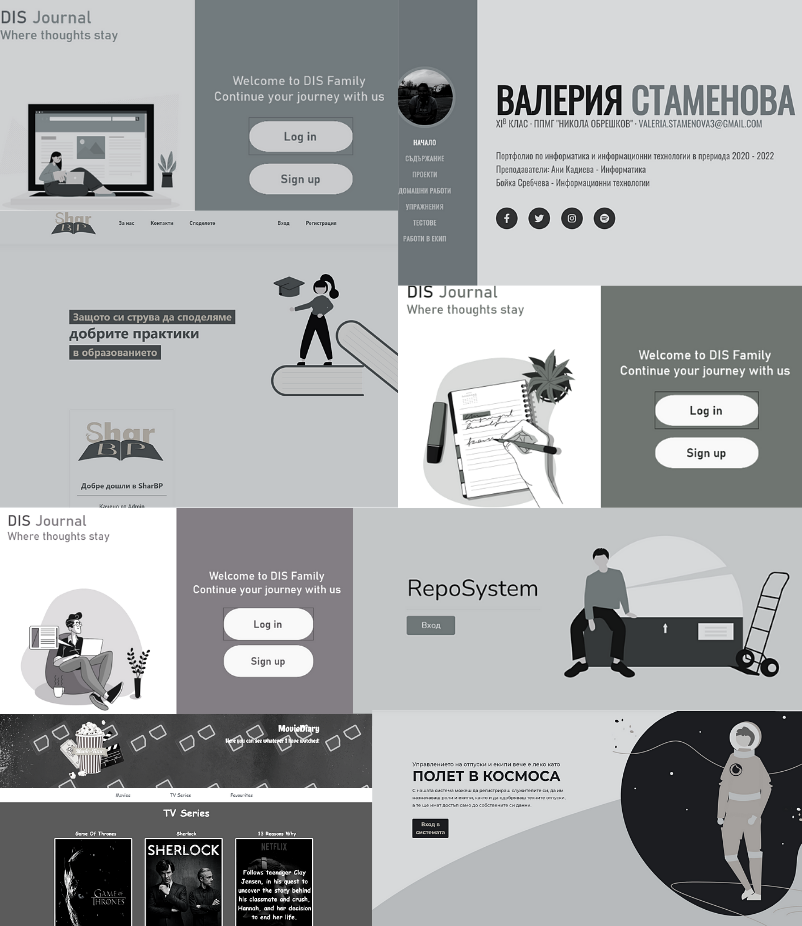 DIS Journal
Where thoughts stay
Welcome to DIS Family
Continue your journey with us
Log in
Sign up
ВАЛЕРИЯ СТАМЕНОВА
XIВ КЛАС · ППМГ "НИКОЛА ОБРЕШКОВ" · VALERIA.STAMENOVA3@GMAIL.COM
Портфолио по информатика и информационни технологии в прериода 2020 - 2022
Преподаватели: Ани Кадиева - Информатика
Бойка Сребчева - Информационни технологии
НАЧАЛО
СЪДЪРЖАНИЕ
ПРОЕКТИ
ДОМАШНИ РАБОТИ
УПРАЖНЕНИЯ
ТЕСТОВЕ
РАБОТИ В ЕКИП
Shar
BP
За нас Контакти Споделете Вход Регистрация
Защото си струва да споделяме
добрите практики
в образованието
Shar
BP
Добре дошли в SharBP
Качено от Admin
DIS Journal
Where thoughts stay
Welcome to DIS Family
Continue your journey with us
Log in
Sign up
DIS Journal
Where thoughts stay
Welcome to DIS Family
Continue your journey with us
Log in
Sign up
RepoSystem
Вход
MovieDiary
Here you can see whatever I have watched!
Movies TV Series Favourites
TV Series
Game Of Thrones Sherlock 13 Reasons Why
GAME OF THRONES
SHERLOCK
NETFLIX
Follows teenager Clay
Jensen, in his quest to
uncover the story behind
his classmate and crush,
Hannah, and her decision
to end her life.
Управлението на отпуски и екипи вече е леко като
ПОЛЕТ В КОСМОСА
Вход в
системата